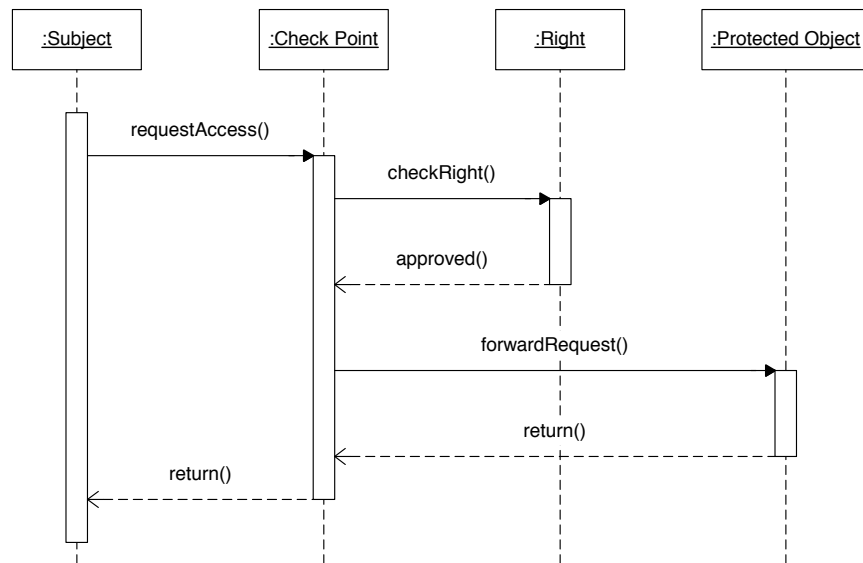 :Subject
:Check Point
:Right
:Protected Object
requestAccess()
checkRight()
approved()
forwardRequest()
return()
return()